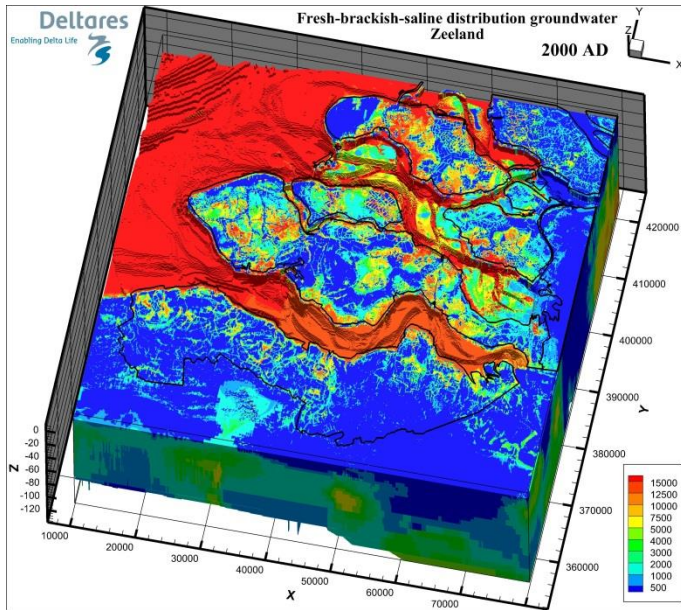 Deltares
Enabling Delta Life
Fresh-brackish-saline distribution groundwater
Zeeland
2000 AD
Y
Z
X
420000
410000
400000
390000
380000
370000
360000
Y
0
-20
-40
-60
-80
-100
-120
Z
10000
20000
30000
40000
50000
60000
70000
X
15000
12500
10000
7500
5000
4000
3000
2000
1000
500